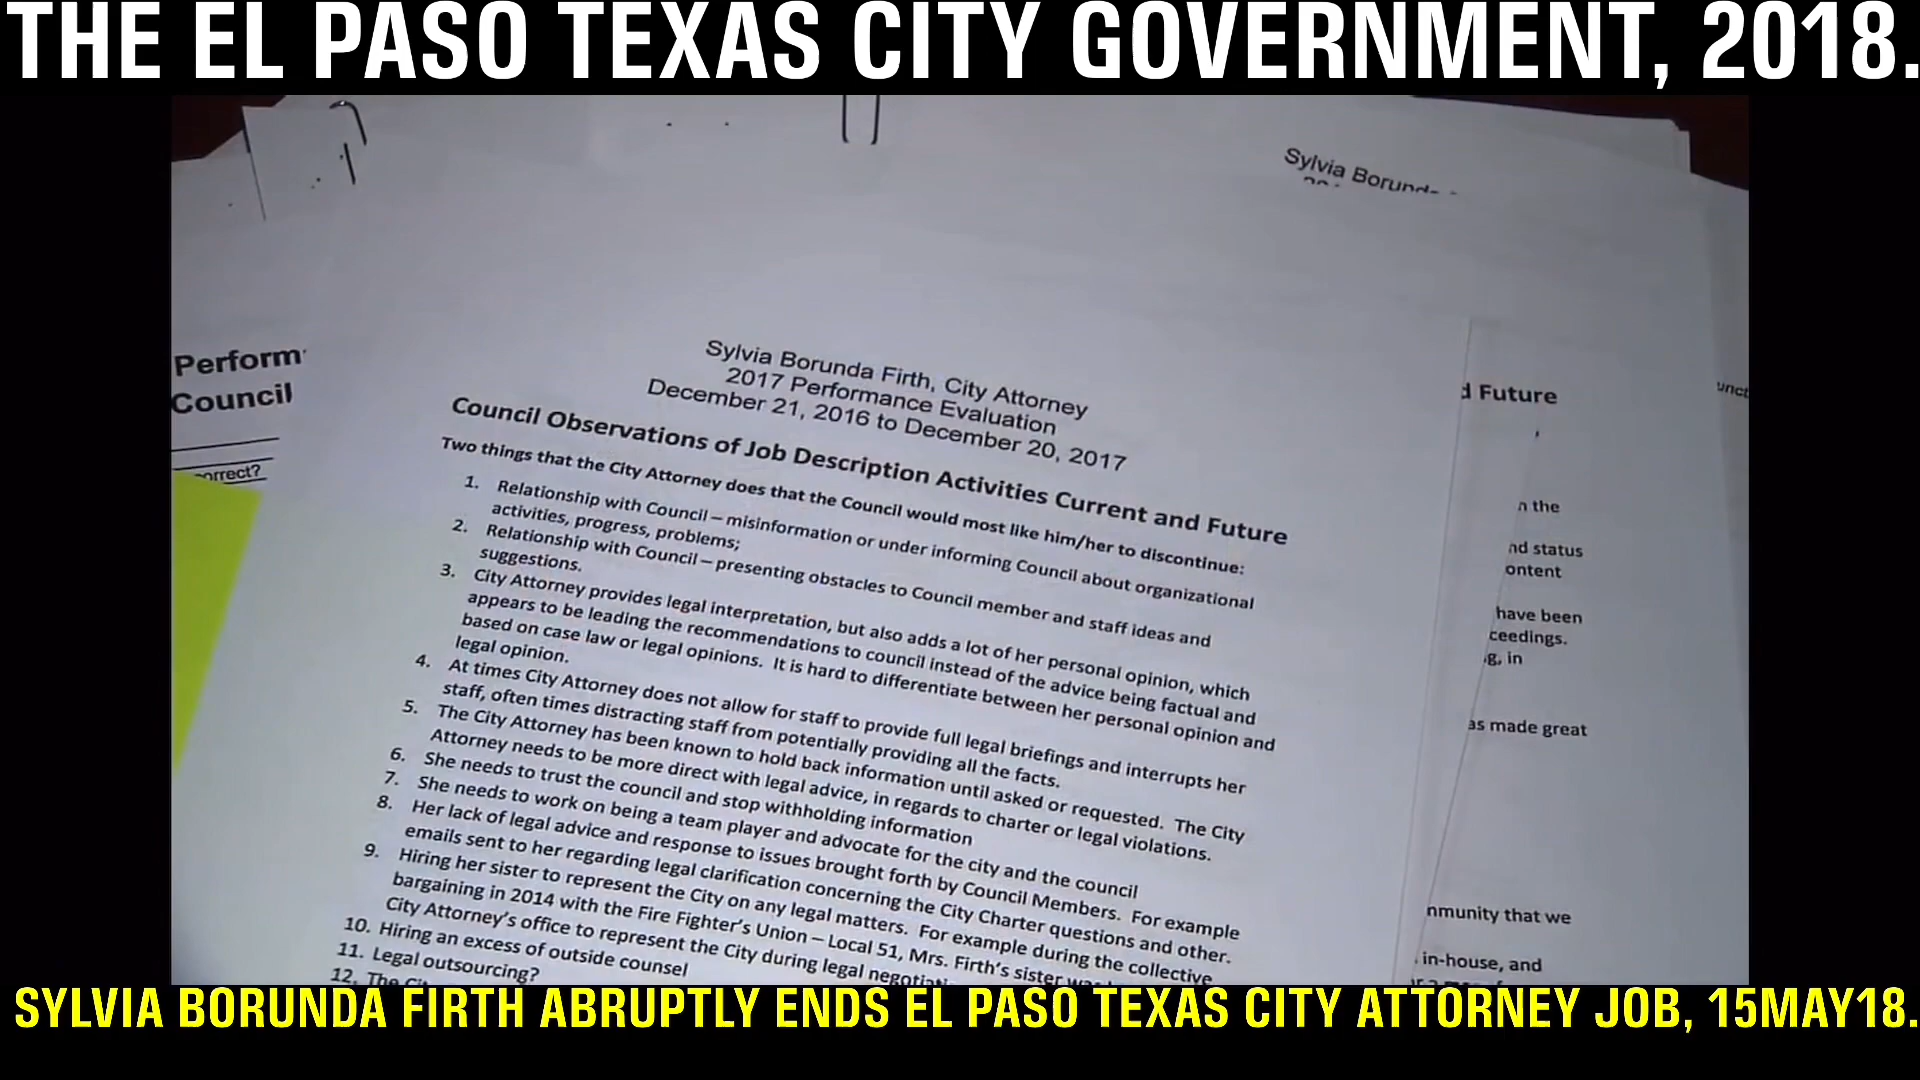 THE EL PASO TEXAS CITY GOVERNMENT, 2018.
Sylvia
Perform
Council
orrect?
Sylvia Borunda Firth, City Attorney
2017 Performance Evaluation
December 21, 2016 to December 20, 2017
Council Observations of Job Description Activities Current and Future
Two things that the City Attorney does that the Council would most like him/her to discontinue:
1. Relationship with Council – misinformation or under informing Council about organizational
activities, progress, problems;
2. Relationship with Council – presenting obstacles to Council member and staff ideas and
suggestions.
3. City Attorney provides legal interpretation, but also adds a lot of her personal opinion, which
appears to be leading the recommendations to council instead of the advice being factual and
based on case law or legal opinions. It is hard to differentiate between her personal opinion and
legal opinion.
4. At times City Attorney does not allow for staff to provide full legal briefings and interrupts her
staff, often times distracting staff from potentially providing all the facts.
5. The City Attorney has been known to hold back information until asked or requested. The City
Attorney needs to be more direct with legal advice, in regards to charter or legal violations.
6. She needs to trust the council and stop withholding information
7. She needs to work on being a team player and advocate for the city and the council
8. Her lack of legal advice and response to issues brought forth by Council Members. For example
emails sent to her regarding legal clarification concerning the City Charter questions and other.
9. Hiring her sister to represent the City on any legal matters. For example during the collective
bargaining in 2014 with the Fire Fighter's Union – Local 51, Mrs. Firth's sister
City Attorney's office to represent the City during legal
10. Hiring an excess of outside counsel
11. Legal outsourcing?
12. The
d Future
unct
n the
nd status
ontent
have been
ceedings.
g, in
as made great
nmunity that we
in-house, and
SYLVIA BORUNDA FIRTH ABRUPTLY ENDS EL PASO TEXAS CITY ATTORNEY JOB, 15MAY18.